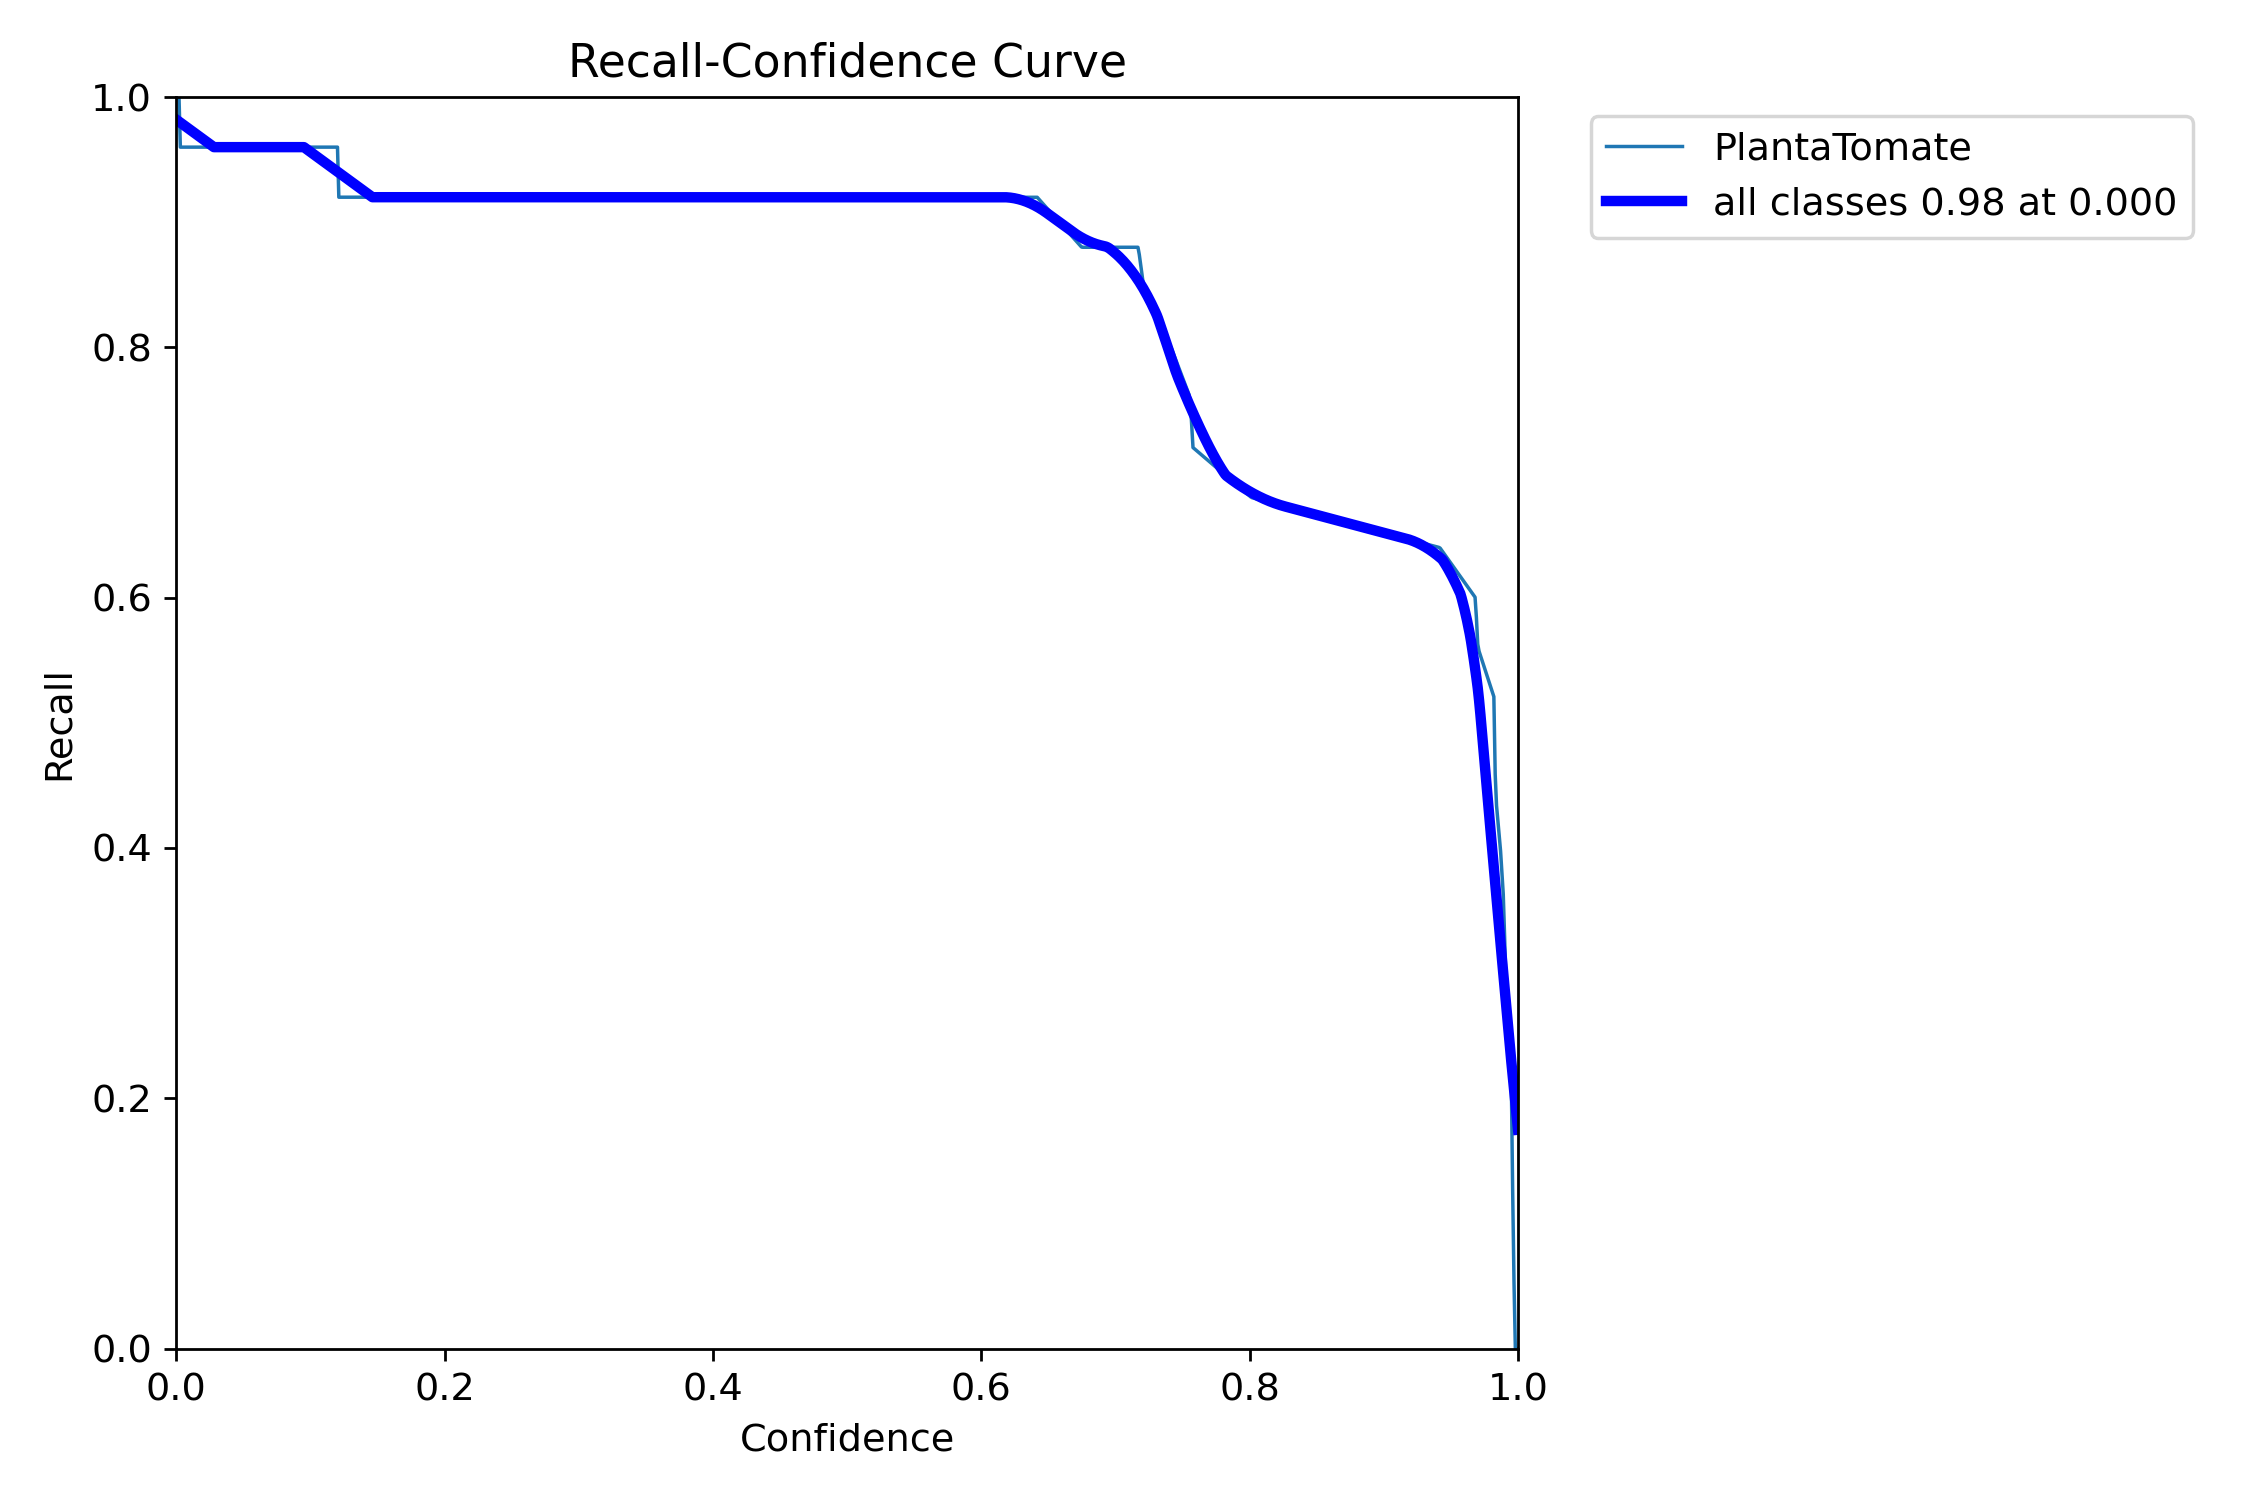 Recall-Confidence Curve
PlantaTomate
all classes 0.98 at 0.000
1.0
0.8
0.6
0.4
0.2
0.0
Recall
0.0 0.2 0.4 0.6 0.8 1.0
Confidence